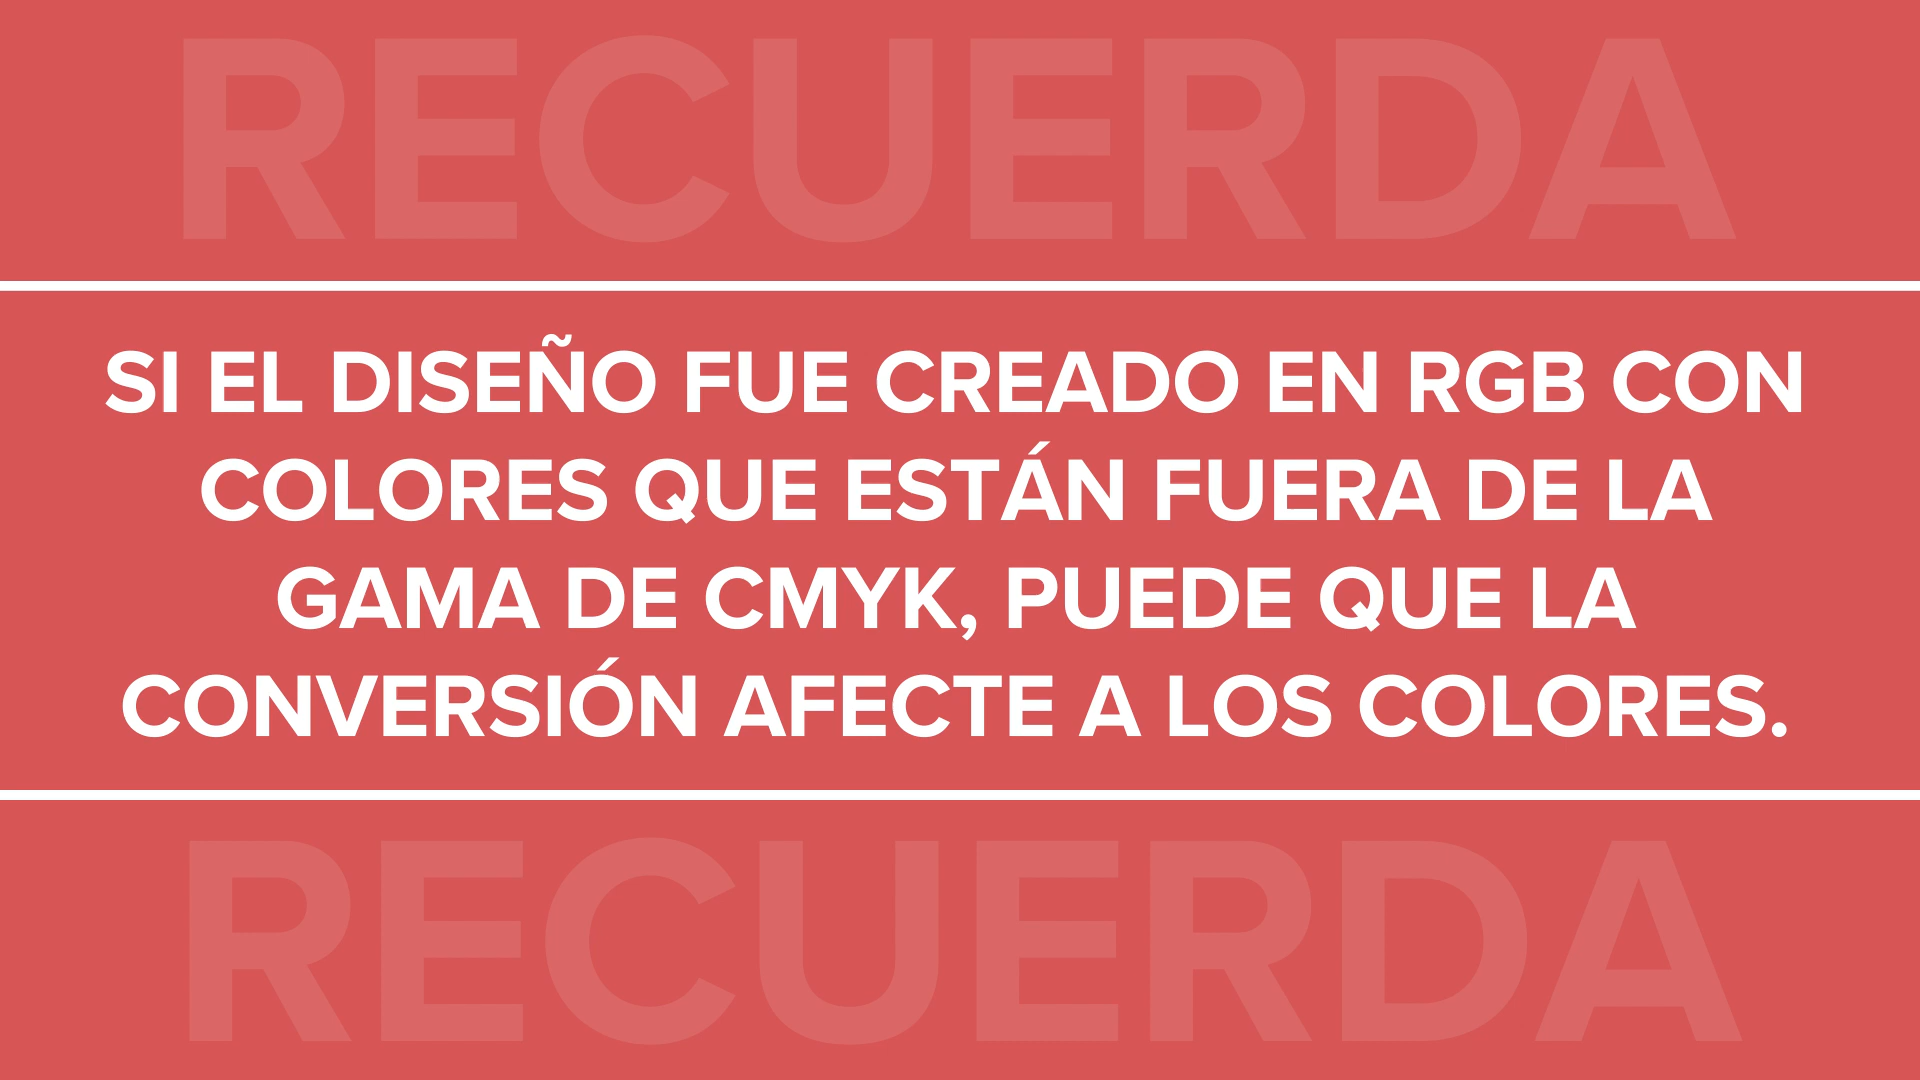 RECUERDA
SI EL DISEÑO FUE CREADO EN RGB CON
COLORES QUE ESTÁN FUERA DE LA
GAMA DE CMYK, PUEDE QUE LA
CONVERSIÓN AFECTE A LOS COLORES.
RECUERDA